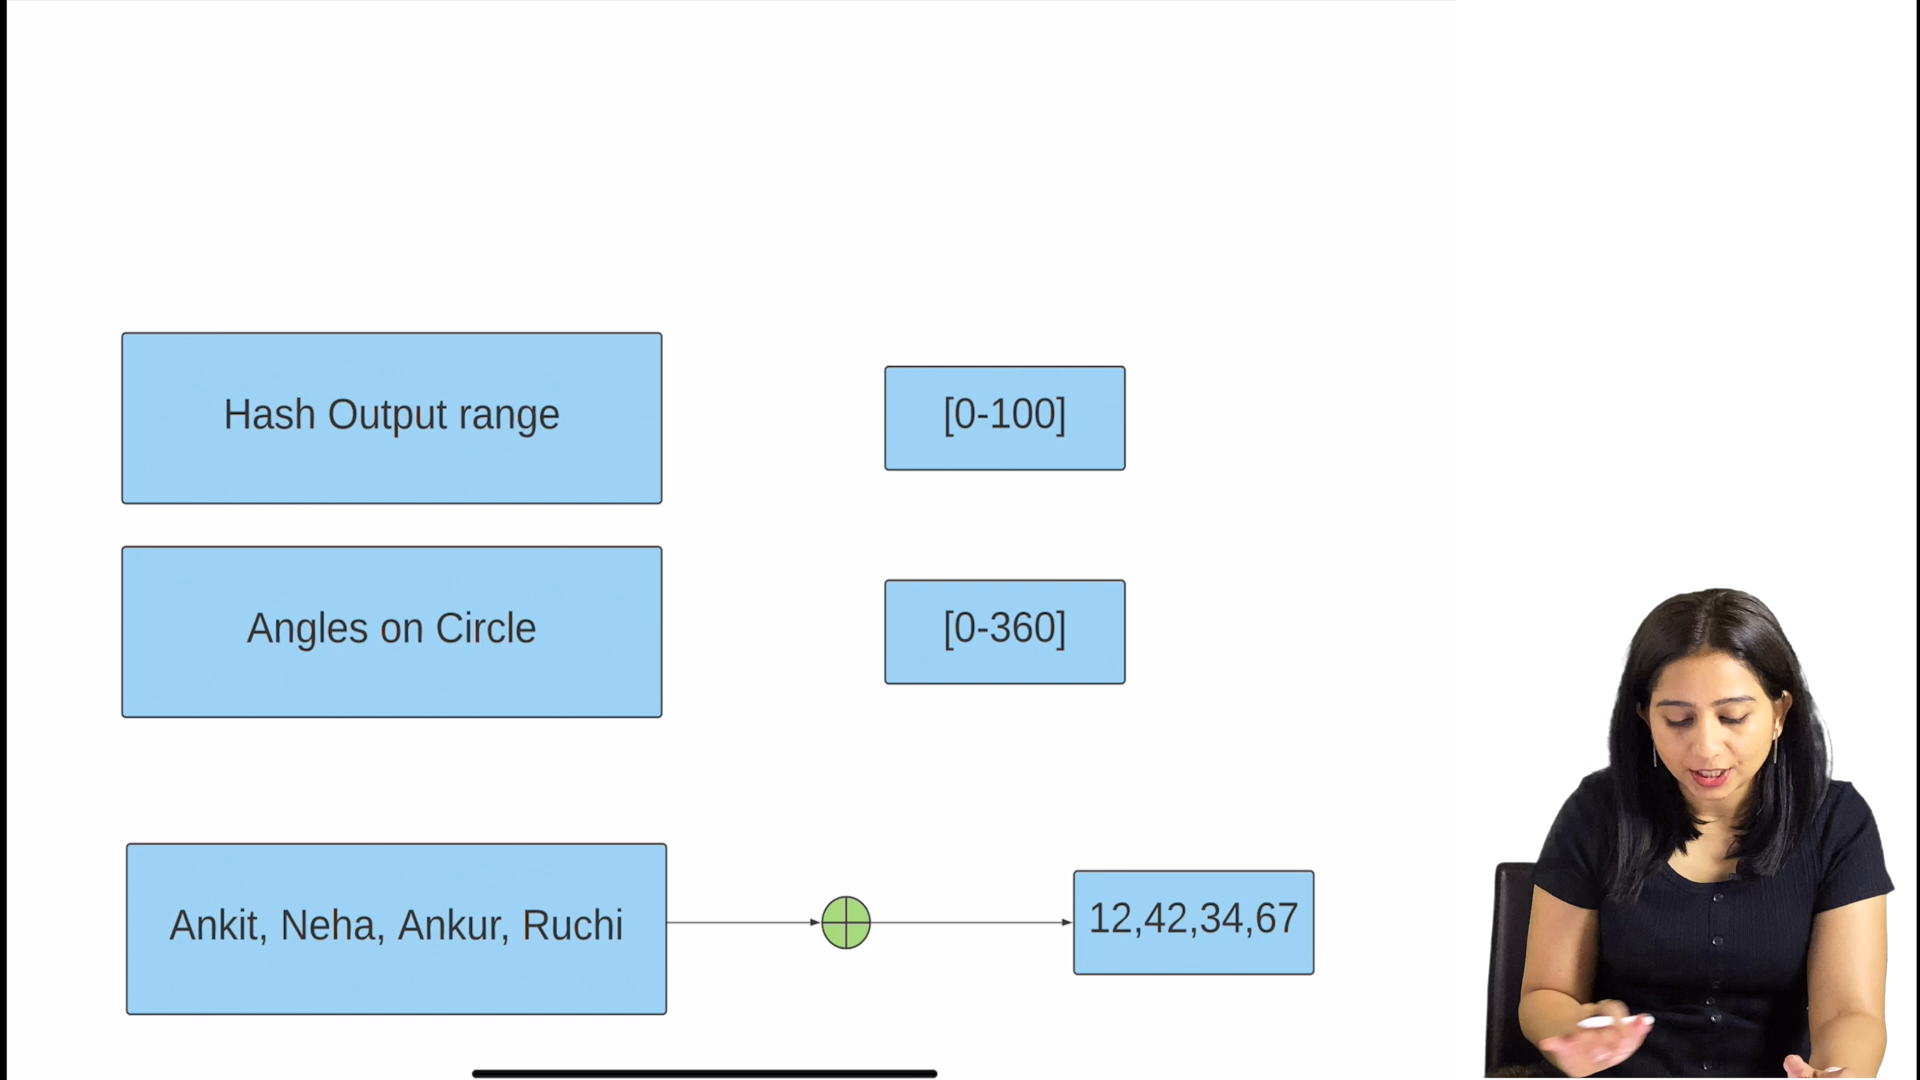 Hash Output range
[0-100]
Angles on Circle
[0-360]
Ankit, Neha, Ankur, Ruchi
12,42,34,67